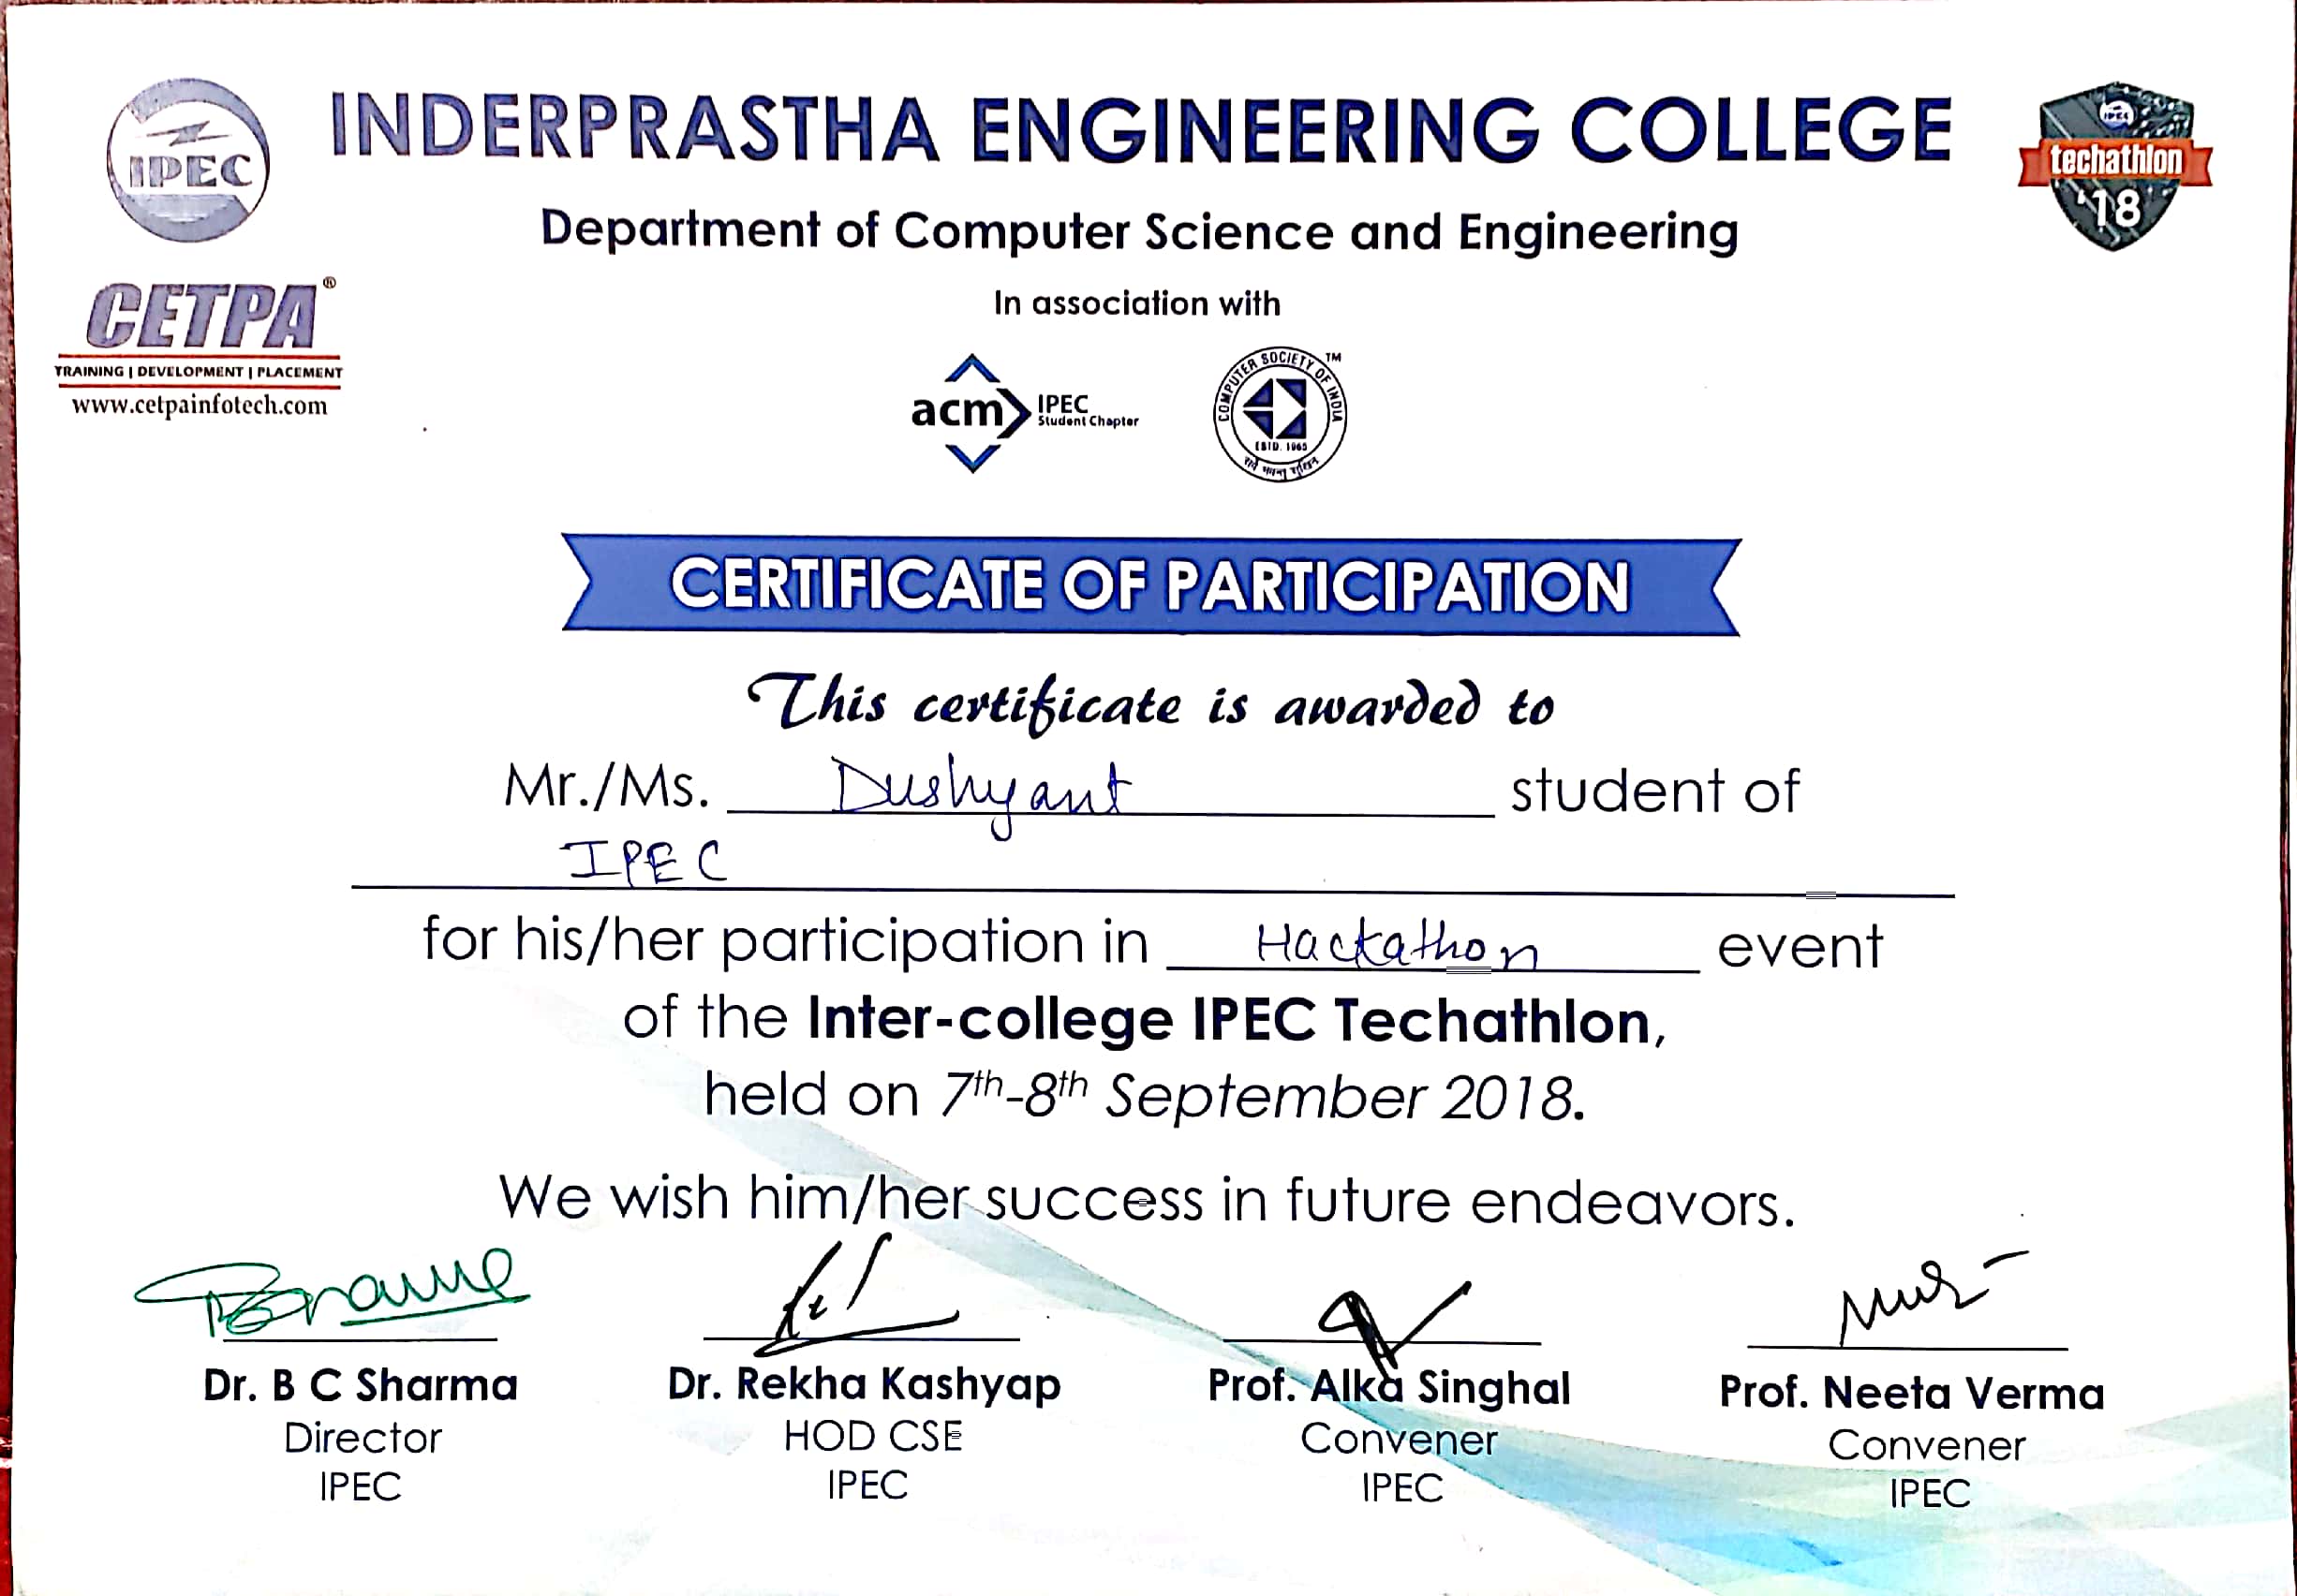 INDERPRASTHA ENGINEERING COLLEGE
IPEC
IPEC
techathlon
'18
Department of Computer Science and Engineering
CETPA®
TRAINING | DEVELOPMENT | PLACEMENT
www.cetpainfotech.com
In association with
acm IPEC
Student Chapter
COMPUTER SOCIETY OF INDIA TM
ESTD. 1965
CERTIFICATE OF PARTICIPATION
This certificate is awarded to
Mr./Ms. Dushyant student of
IPEC
for his/her participation in Hackathon event
of the Inter-college IPEC Techathlon,
held on 7th-8th September 2018.
We wish him/her success in future endeavors.
Dr. B C Sharma
Director
IPEC
Dr. Rekha Kashyap
HOD CSE
IPEC
Prof. Alka Singhal
Convener
IPEC
Prof. Neeta Verma
Convener
IPEC